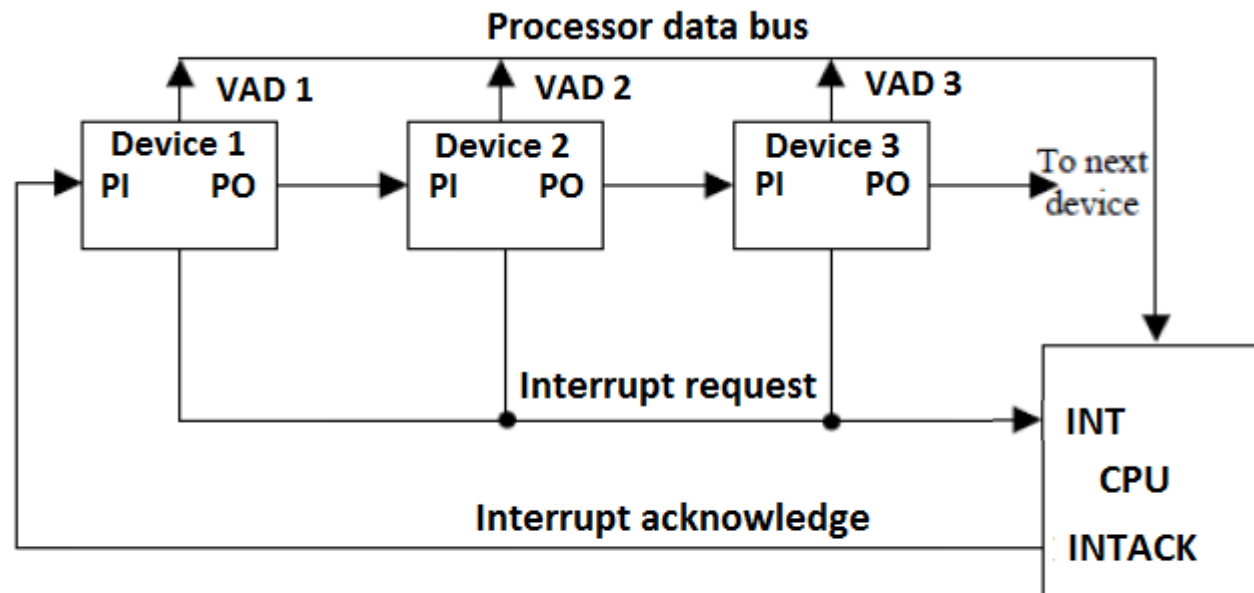 Processor data bus
VAD 1
VAD 2
VAD 3
Device 1
PI PO
Device 2
PI PO
Device 3
PI PO
To next
device
Interrupt request
INT
CPU
Interrupt acknowledge
INTACK